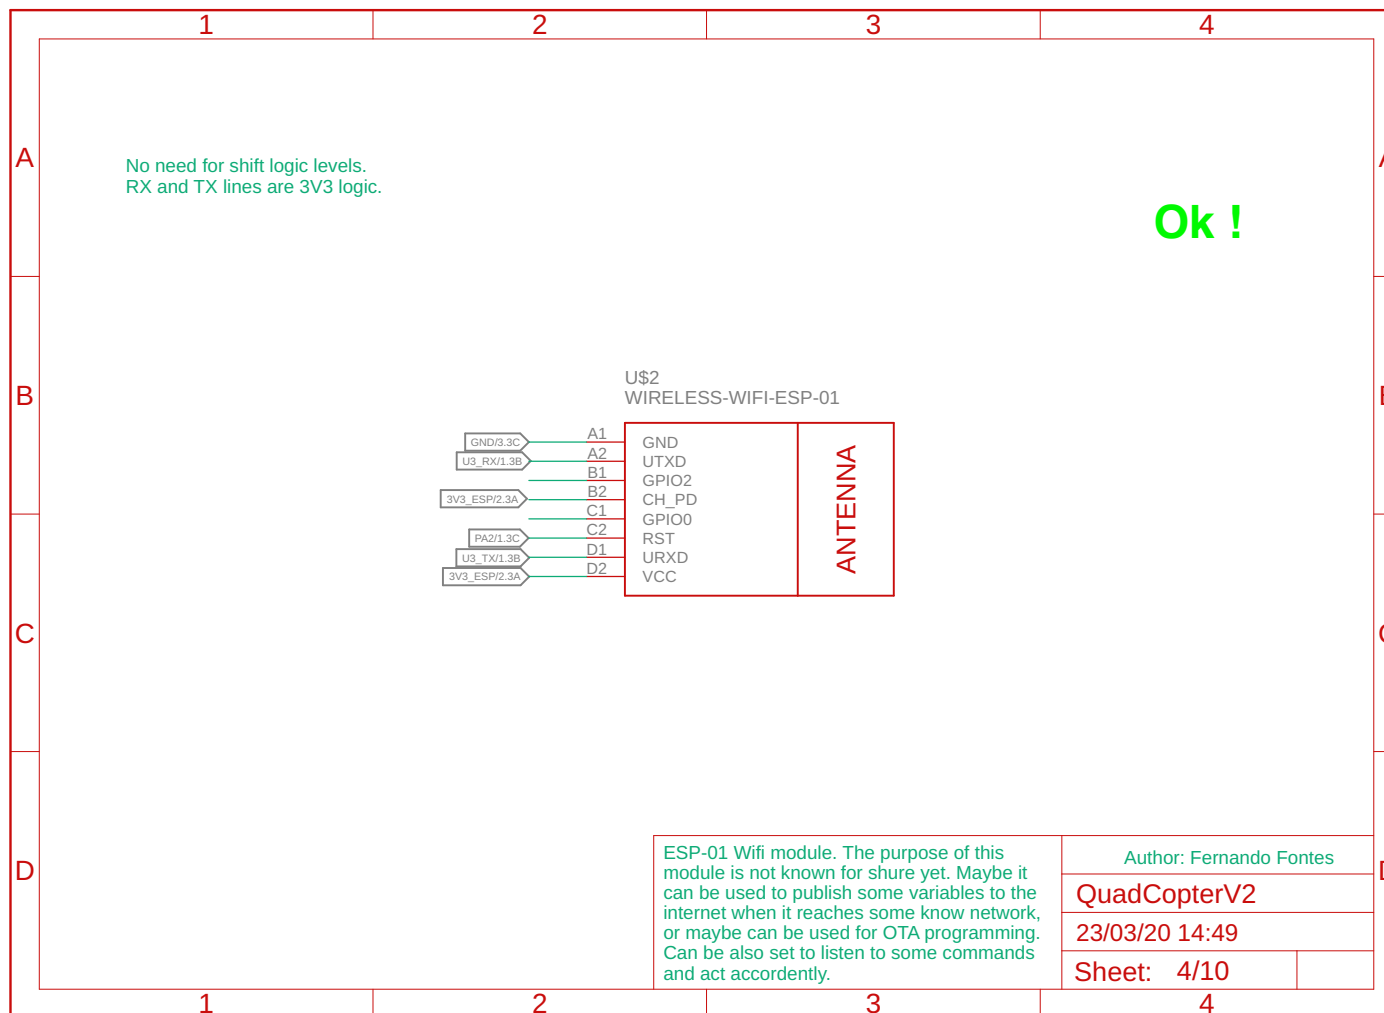 1 2 3 4
A
No need for shift logic levels.
RX and TX lines are 3V3 logic.
Ok !
B
U$2
WIRELESS-WIFI-ESP-01
GND/3.3C A1 GND
U3_RX/1.3B A2 UTXD
B1 GPIO2
3V3_ESP/2.3A B2 CH_PD
C1 GPIO0
PA2/1.3C C2 RST
U3_TX/1.3B D1 URXD
3V3_ESP/2.3A D2 VCC
ANTENNA
C
D
ESP-01 Wifi module. The purpose of this
module is not known for shure yet. Maybe it
can be used to publish some variables to the
internet when it reaches some know network,
or maybe can be used for OTA programming.
Can be also set to listen to some commands
and act accordently.
Author: Fernando Fontes
QuadCopterV2
23/03/20 14:49
Sheet: 4/10
1 2 3 4